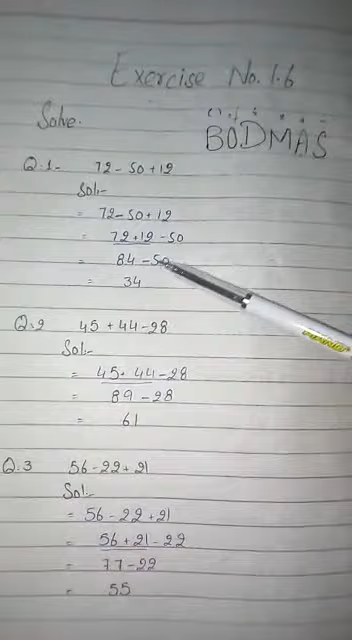 Exercise No. 1.6
Solve.
BODMAS
Q.1- 72 - 50 + 12
Sol:-
= 72 - 50 + 12
= 72 + 12 - 50
= 84 - 50
= 34
Q.2 45 + 44 - 28
Sol:-
= 45 + 44 - 28
= 89 - 28
= 61
Q.3 56 - 22 + 21
Sol:-
= 56 - 22 + 21
= 56 + 21 - 22
= 77 - 22
= 55